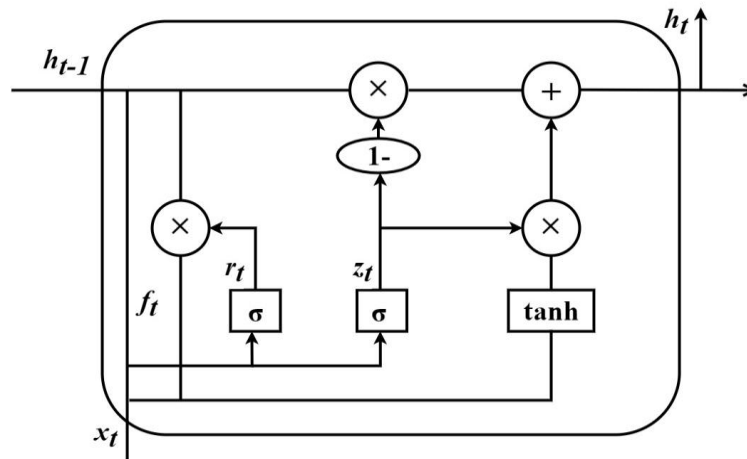 h_{t-1}
h_t
×
+
1-
×
×
r_t
z_t
f_t
σ
σ
tanh
x_t